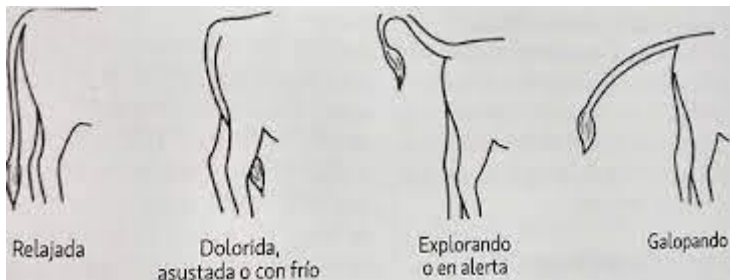 Relajada
Dolorida,
asustada o con frío
Explorando
o en alerta
Galopando